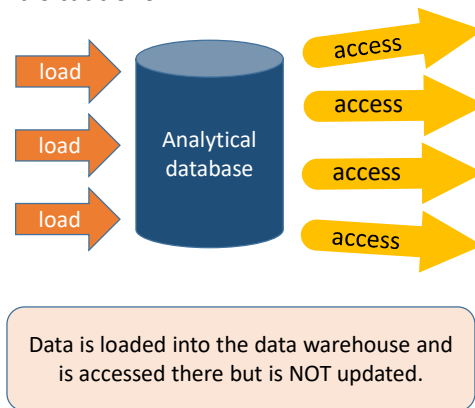 load
load
load
Analytical
database
access
access
access
access
Data is loaded into the data warehouse and
is accessed there but is NOT updated.